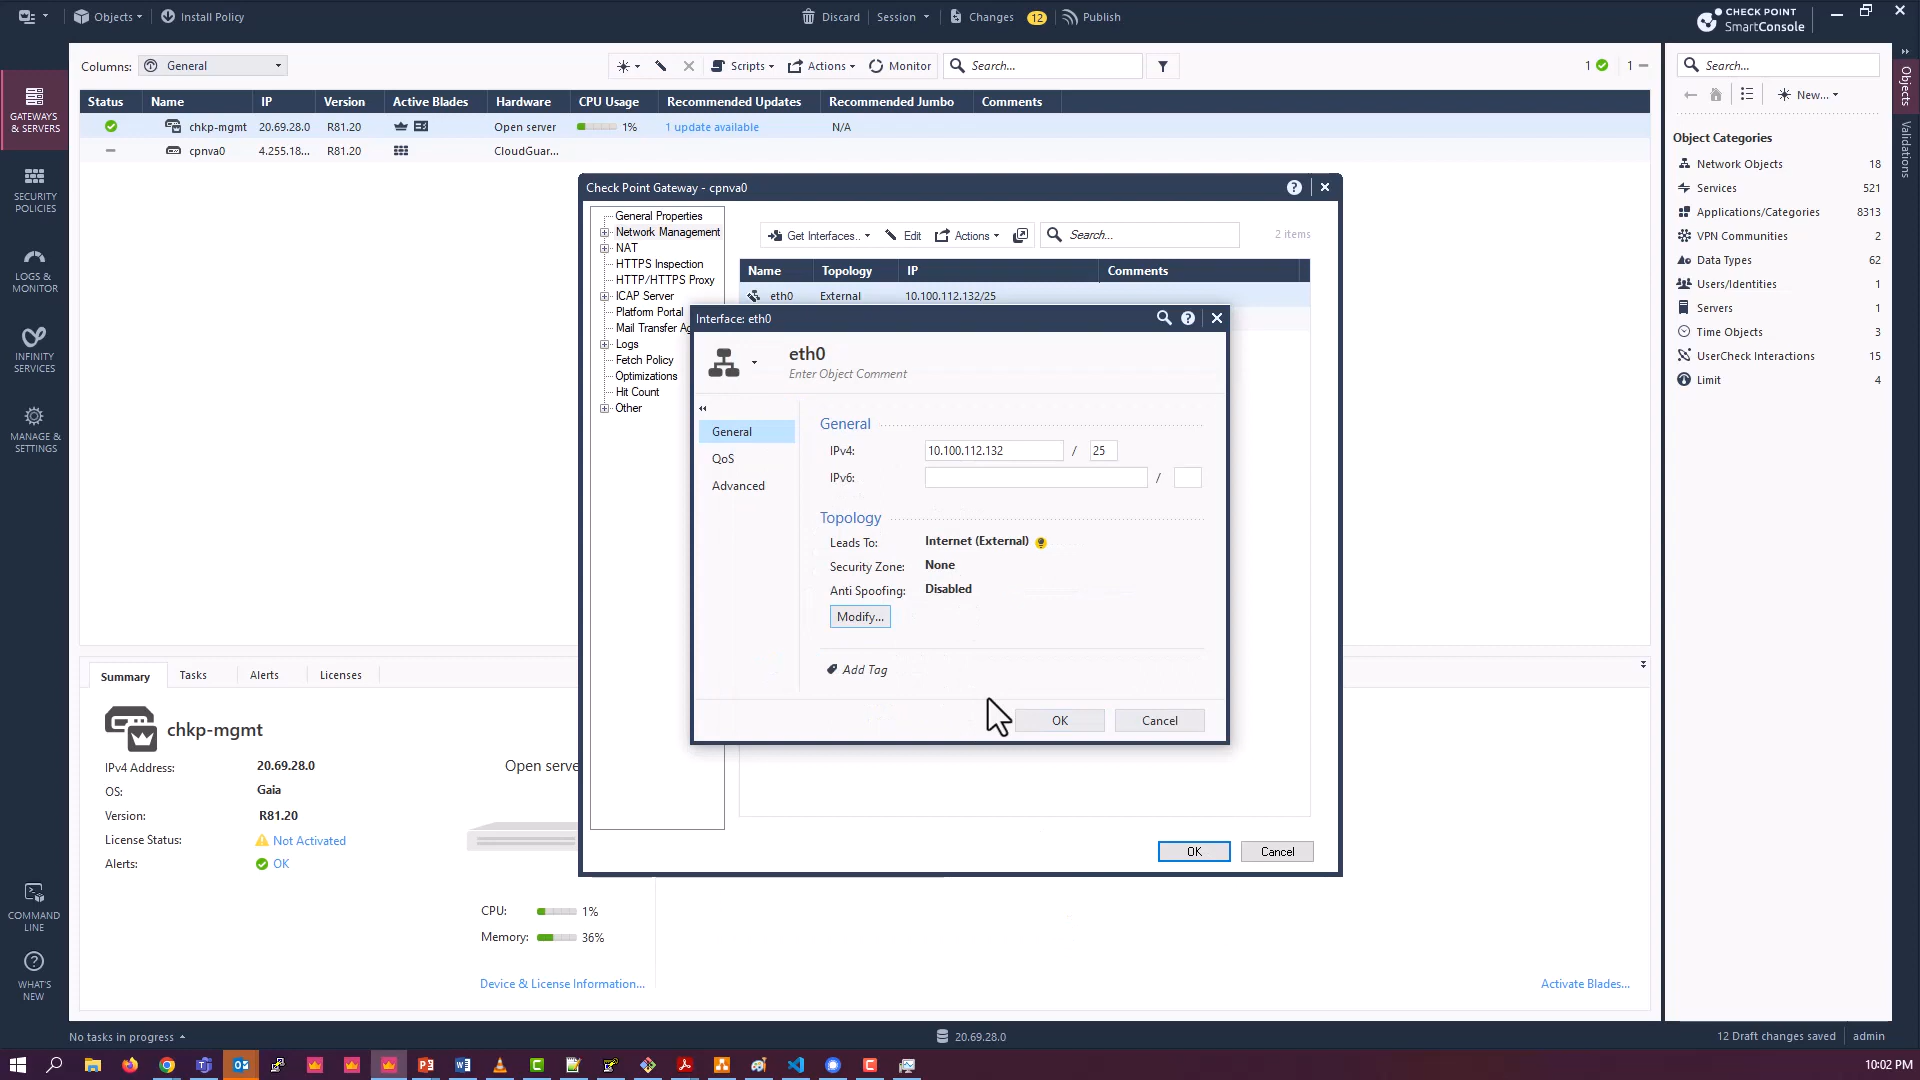 Objects
Install Policy
Discard
Session
Changes
12
Publish
CHECK POINT
SmartConsole
GATEWAYS
& SERVERS
SECURITY
POLICIES
LOGS &
MONITOR
INFINITY
SERVICES
MANAGE &
SETTINGS
COMMAND
LINE
WHAT'S
NEW
Columns:
General
Scripts
Actions
Monitor
Search...
1
1
Status Name IP Version Active Blades Hardware CPU Usage Recommended Updates Recommended Jumbo Comments
chkp-mgmt 20.69.28.0 R81.20 Open server 1% 1 update available N/A
cpnva0 4.255.18... R81.20 CloudGuar...
Check Point Gateway - cpnva0
General Properties
Network Management
NAT
HTTPS Inspection
HTTP/HTTPS Proxy
ICAP Server
Platform Portal
Mail Transfer Ag
Logs
Fetch Policy
Optimizations
Hit Count
Other
Get Interfaces..
Edit
Actions
Search...
2 items
Name Topology IP Comments
eth0 External 10.100.112.132/25
Interface: eth0
eth0
Enter Object Comment
General
QoS
Advanced
General
IPv4: 10.100.112.132 / 25
IPv6: /
Topology
Leads To: Internet (External)
Security Zone: None
Anti Spoofing: Disabled
Modify...
Add Tag
OK
Cancel
OK
Cancel
Summary
Tasks
Alerts
Licenses
chkp-mgmt
IPv4 Address: 20.69.28.0
OS: Gaia
Version: R81.20
License Status: Not Activated
Alerts: OK
Open serve
CPU: 1%
Memory: 36%
Device & License Information...
Activate Blades...
Search...
New...
Object Categories
Network Objects 18
Services 521
Applications/Categories 8313
VPN Communities 2
Data Types 62
Users/Identities 1
Servers 1
Time Objects 3
UserCheck Interactions 15
Limit 4
Objects
Validations
No tasks in progress
20.69.28.0
12 Draft changes saved
admin
10:02 PM